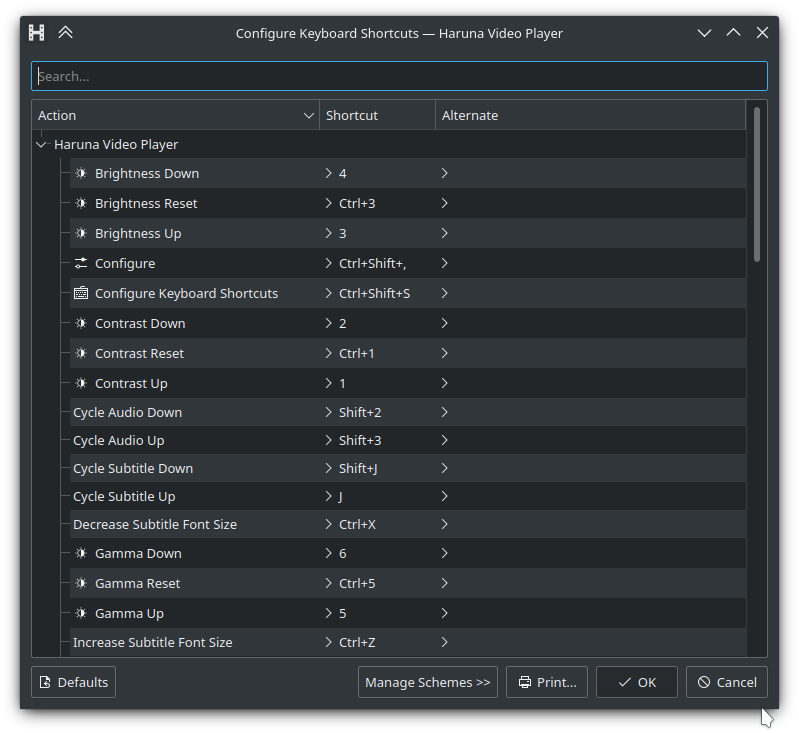 Configure Keyboard Shortcuts — Haruna Video Player
Search...
Action Shortcut Alternate
Haruna Video Player
Brightness Down 4
Brightness Reset Ctrl+3
Brightness Up 3
Configure Ctrl+Shift+,
Configure Keyboard Shortcuts Ctrl+Shift+S
Contrast Down 2
Contrast Reset Ctrl+1
Contrast Up 1
Cycle Audio Down Shift+2
Cycle Audio Up Shift+3
Cycle Subtitle Down Shift+J
Cycle Subtitle Up J
Decrease Subtitle Font Size Ctrl+X
Gamma Down 6
Gamma Reset Ctrl+5
Gamma Up 5
Increase Subtitle Font Size Ctrl+Z
Defaults Manage Schemes >> Print... OK Cancel